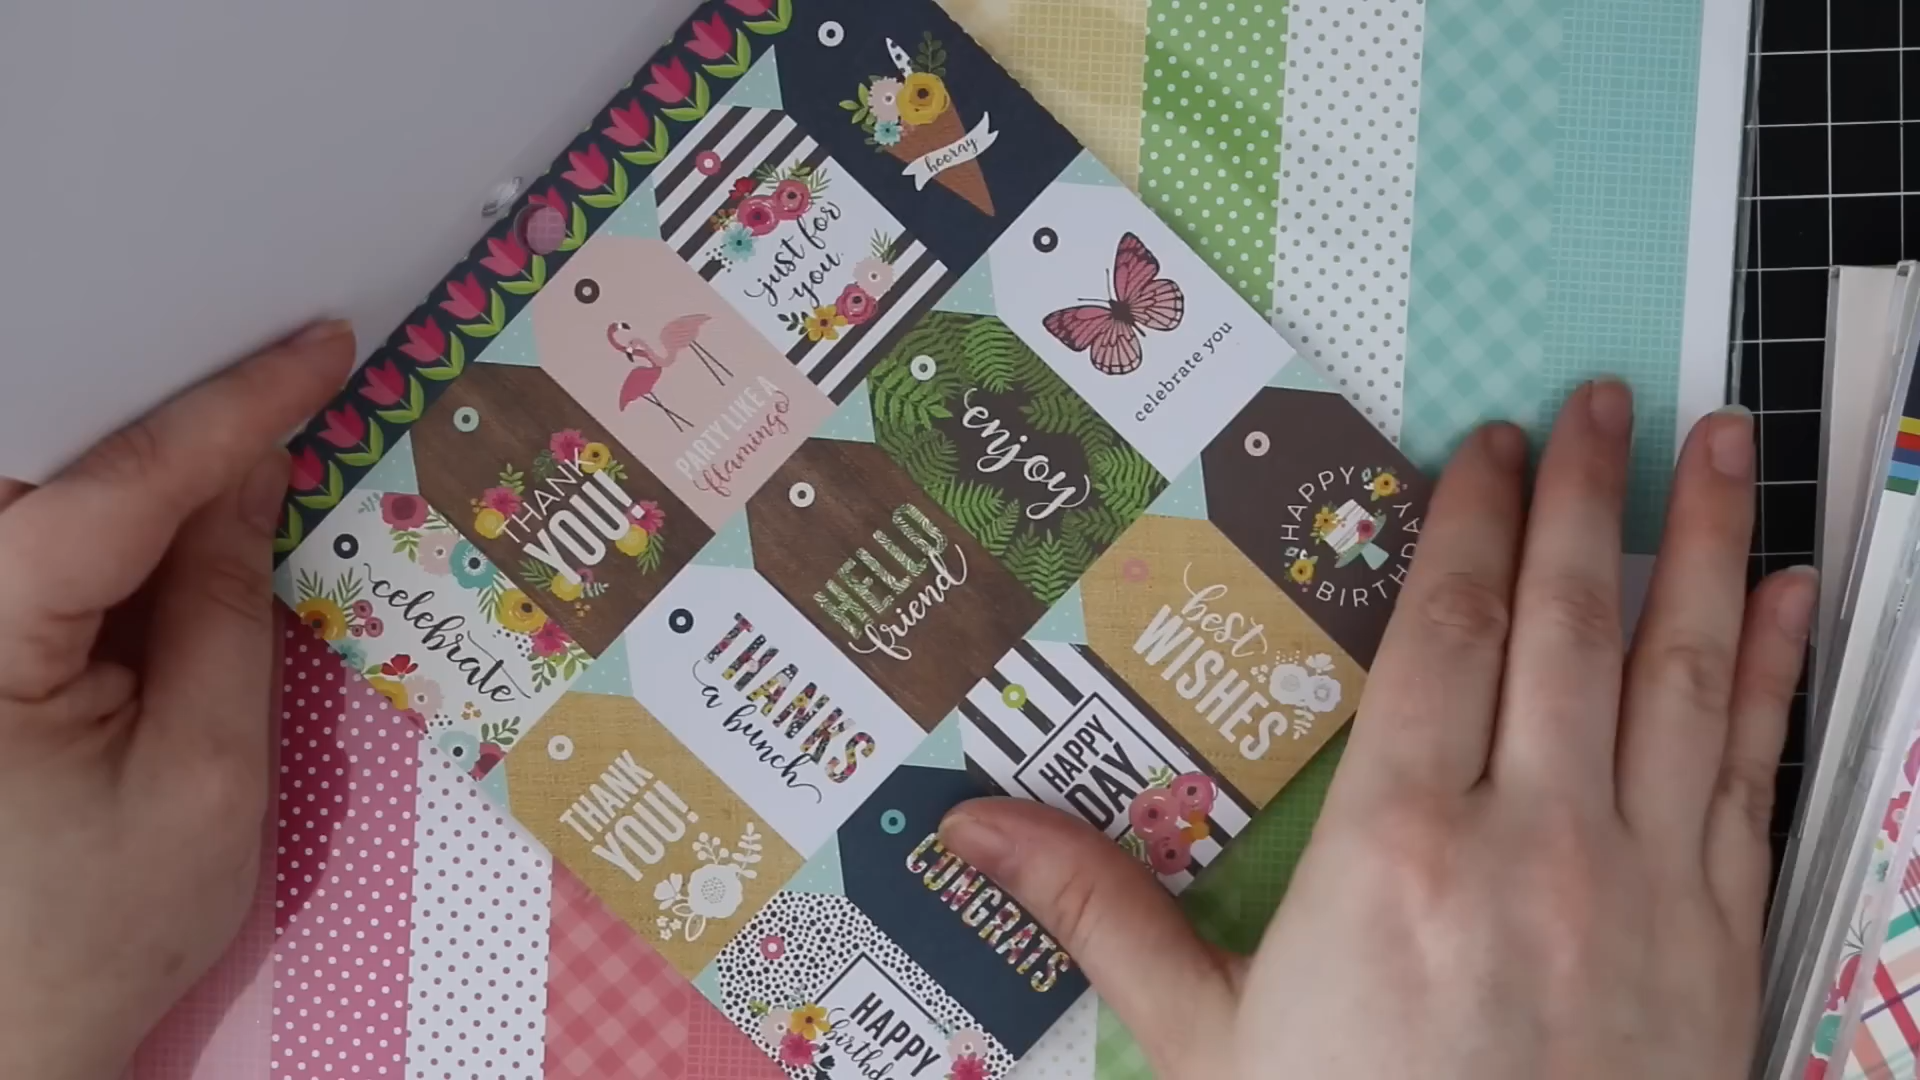 hooray
just for
you
celebrate you
PARTY LIKE A
flamingo
enjoy
HAPPY
BIRTHDAY
THANK
YOU!
HELLO
friend
best
WISHES
celebrate
THANKS
a bunch
HAPPY
DAY
THANK
YOU!
CONGRATS
HAPPY